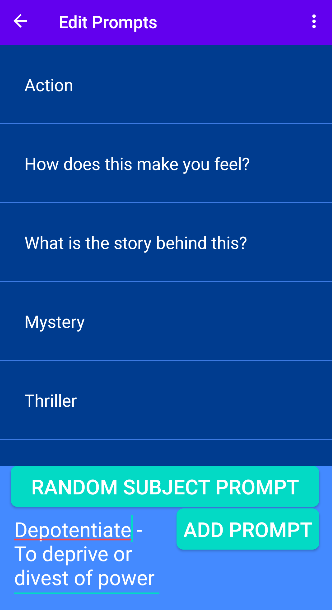 Edit Prompts
Action
How does this make you feel?
What is the story behind this?
Mystery
Thriller
RANDOM SUBJECT PROMPT
Depotentiate -
To deprive or
divest of power
ADD PROMPT